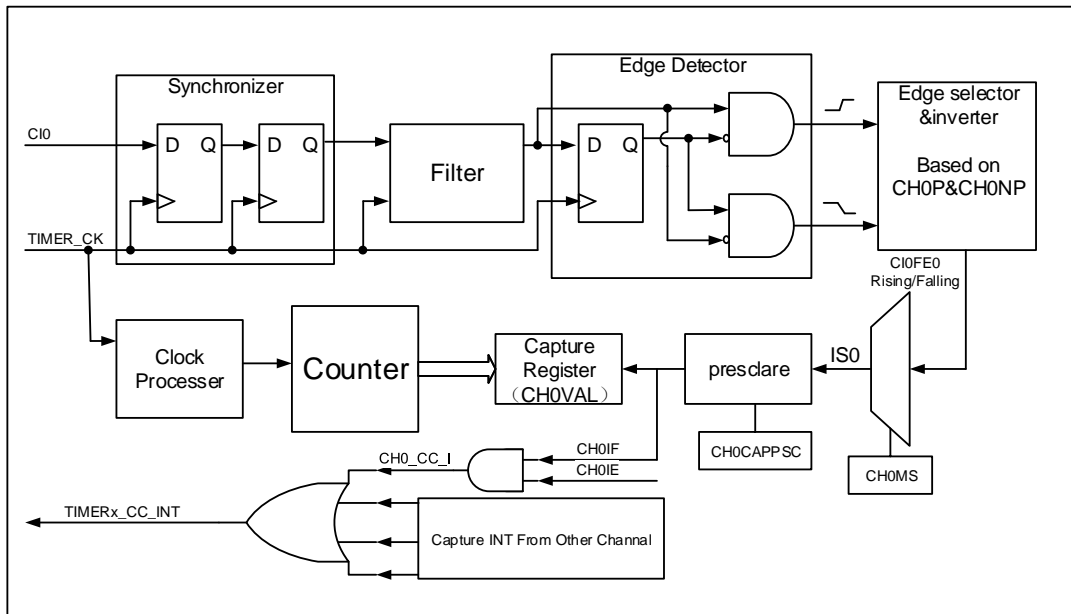 Synchronizer
Edge Detector
CI0
D Q
D Q
Filter
D Q
Edge selector
&inverter
Based on
CH0P&CH0NP
TIMER_CK
CI0FE0
Rising/Falling
Clock
Processer
Counter
Capture
Register
（CH0VAL）
presclare
IS0
CH0CAPPSC
CH0MS
CH0IF
CH0_CC_I
CH0IE
TIMERx_CC_INT
Capture INT From Other Channel